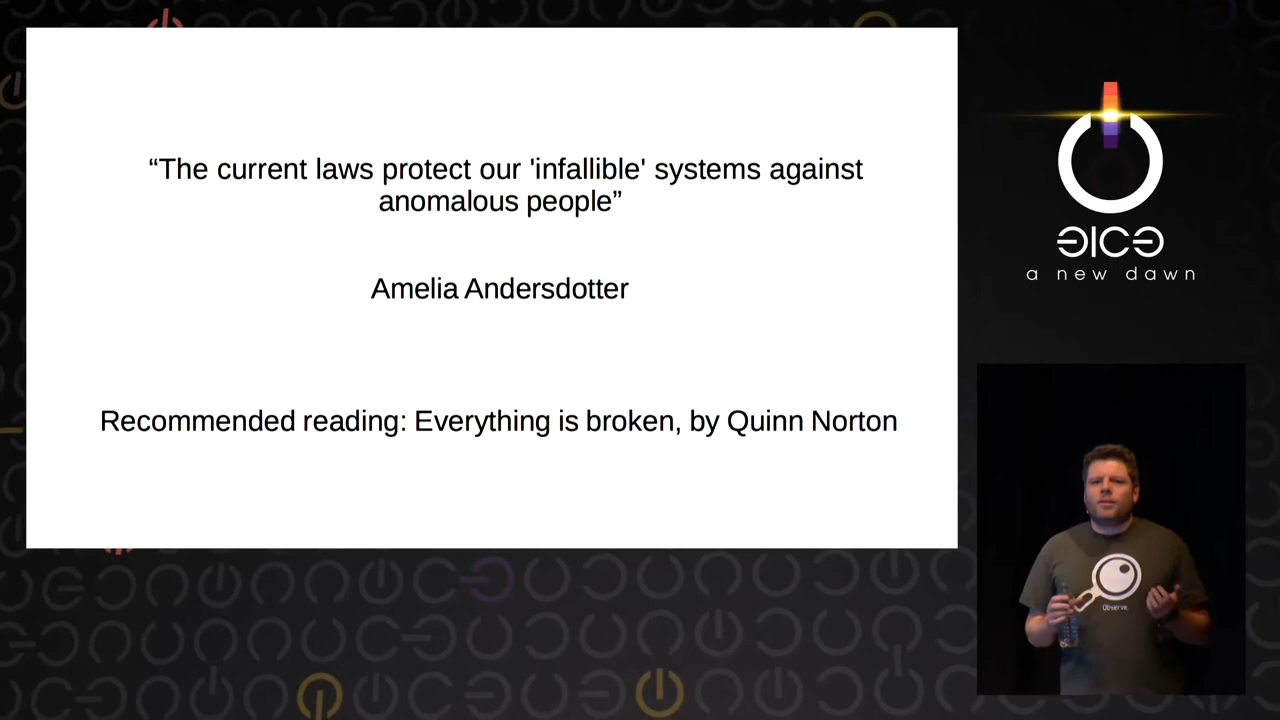 “The current laws protect our 'infallible' systems against
anomalous people”
Amelia Andersdotter
Recommended reading: Everything is broken, by Quinn Norton
ƎICƎ
a new dawn
Observe.